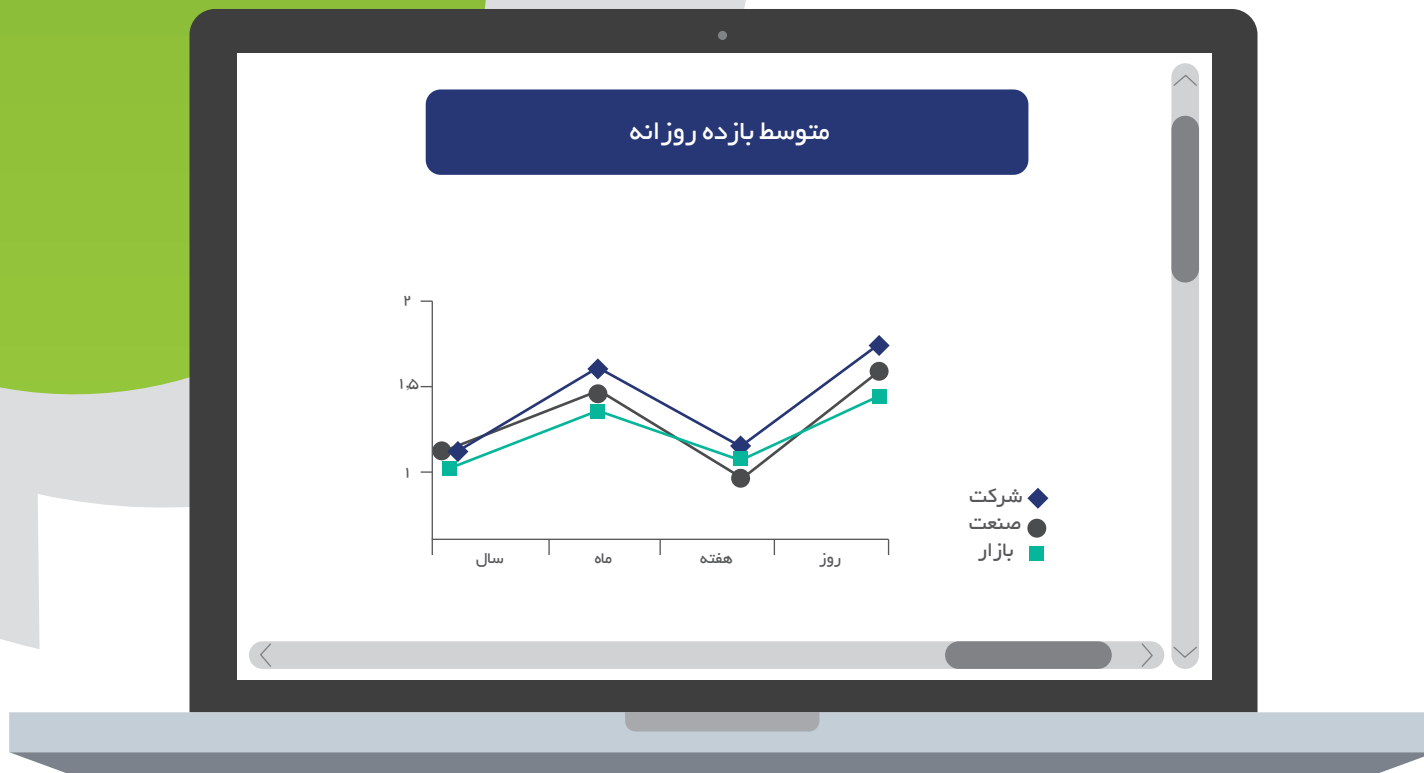 متوسط بازده روزانه
۲
۱.۵
۱
سال
ماه
هفته
روز
شرکت
صنعت
بازار